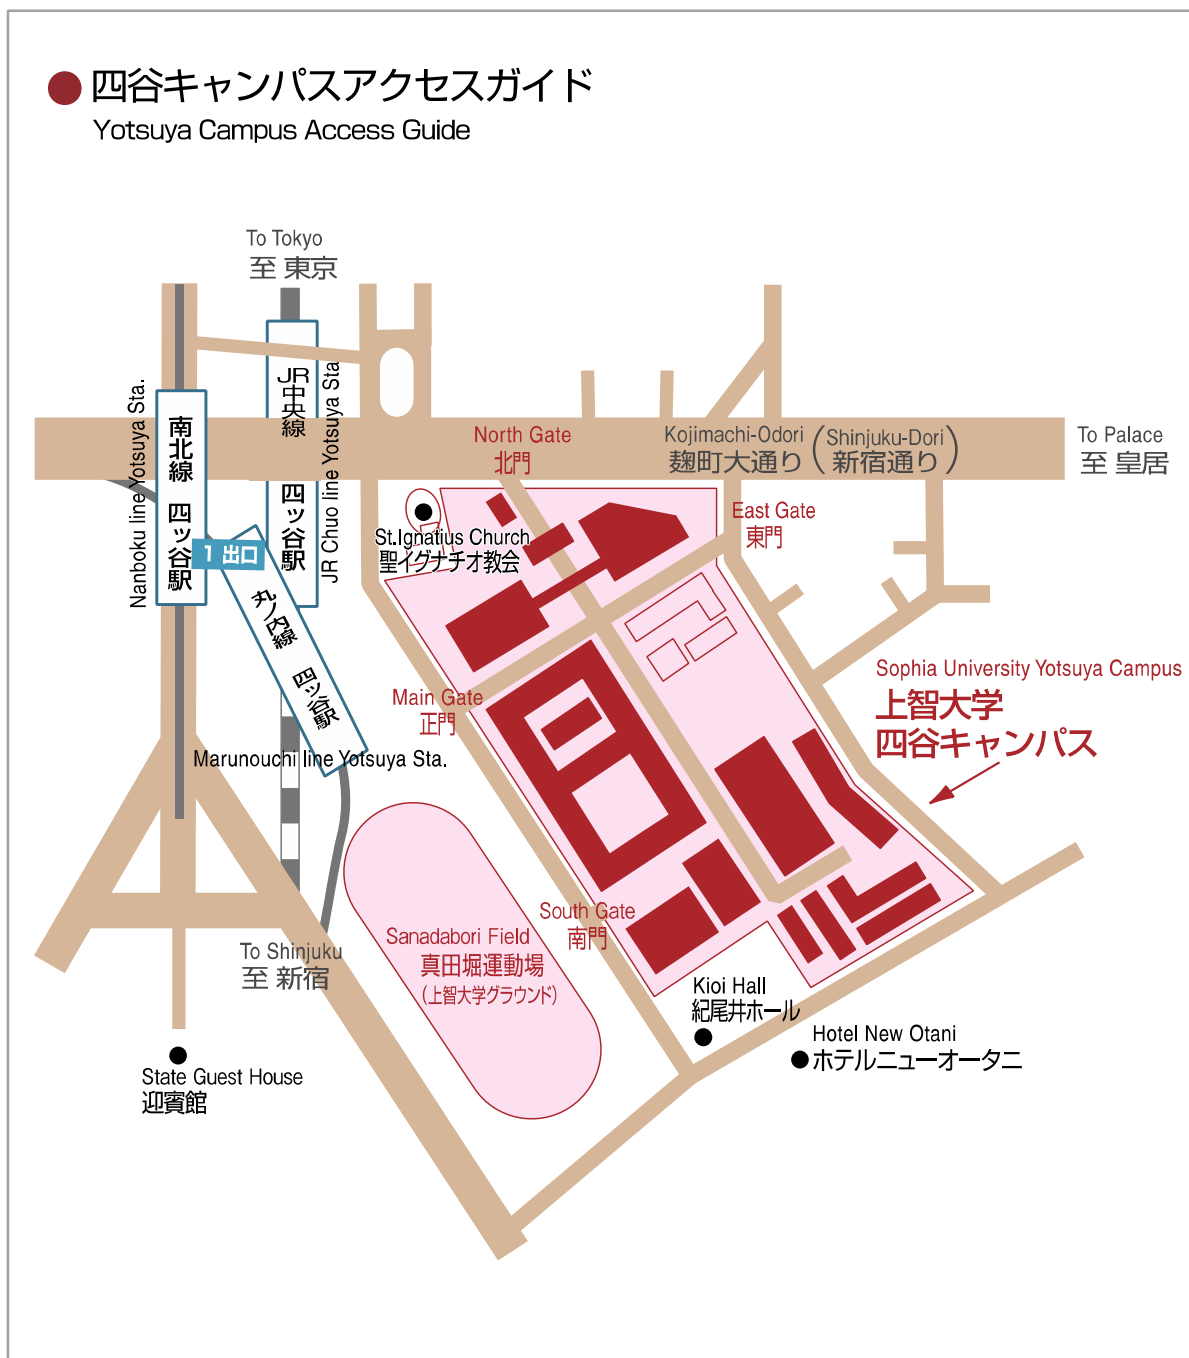 四谷キャンパスアクセスガイド
Yotsuya Campus Access Guide
To Tokyo
至 東京
Nanboku line Yotsuya Sta.
南北線 四ッ谷駅
JR中央線 四ッ谷駅
JR Chuo line Yotsuya Sta.
North Gate
北門
Kojimachi-Odori (Shinjuku-Dori)
麹町大通り(新宿通り)
To Palace
至 皇居
St.Ignatius Church
聖イグナチオ教会
East Gate
東門
1 出口
丸ノ内線 四ッ谷駅
Marunouchi line Yotsuya Sta.
Main Gate
正門
Sophia University Yotsuya Campus
上智大学
四谷キャンパス
South Gate
南門
Sanadabori Field
真田堀運動場
(上智大学グラウンド)
To Shinjuku
至 新宿
Kioi Hall
紀尾井ホール
Hotel New Otani
ホテルニューオータニ
State Guest House
迎賓館